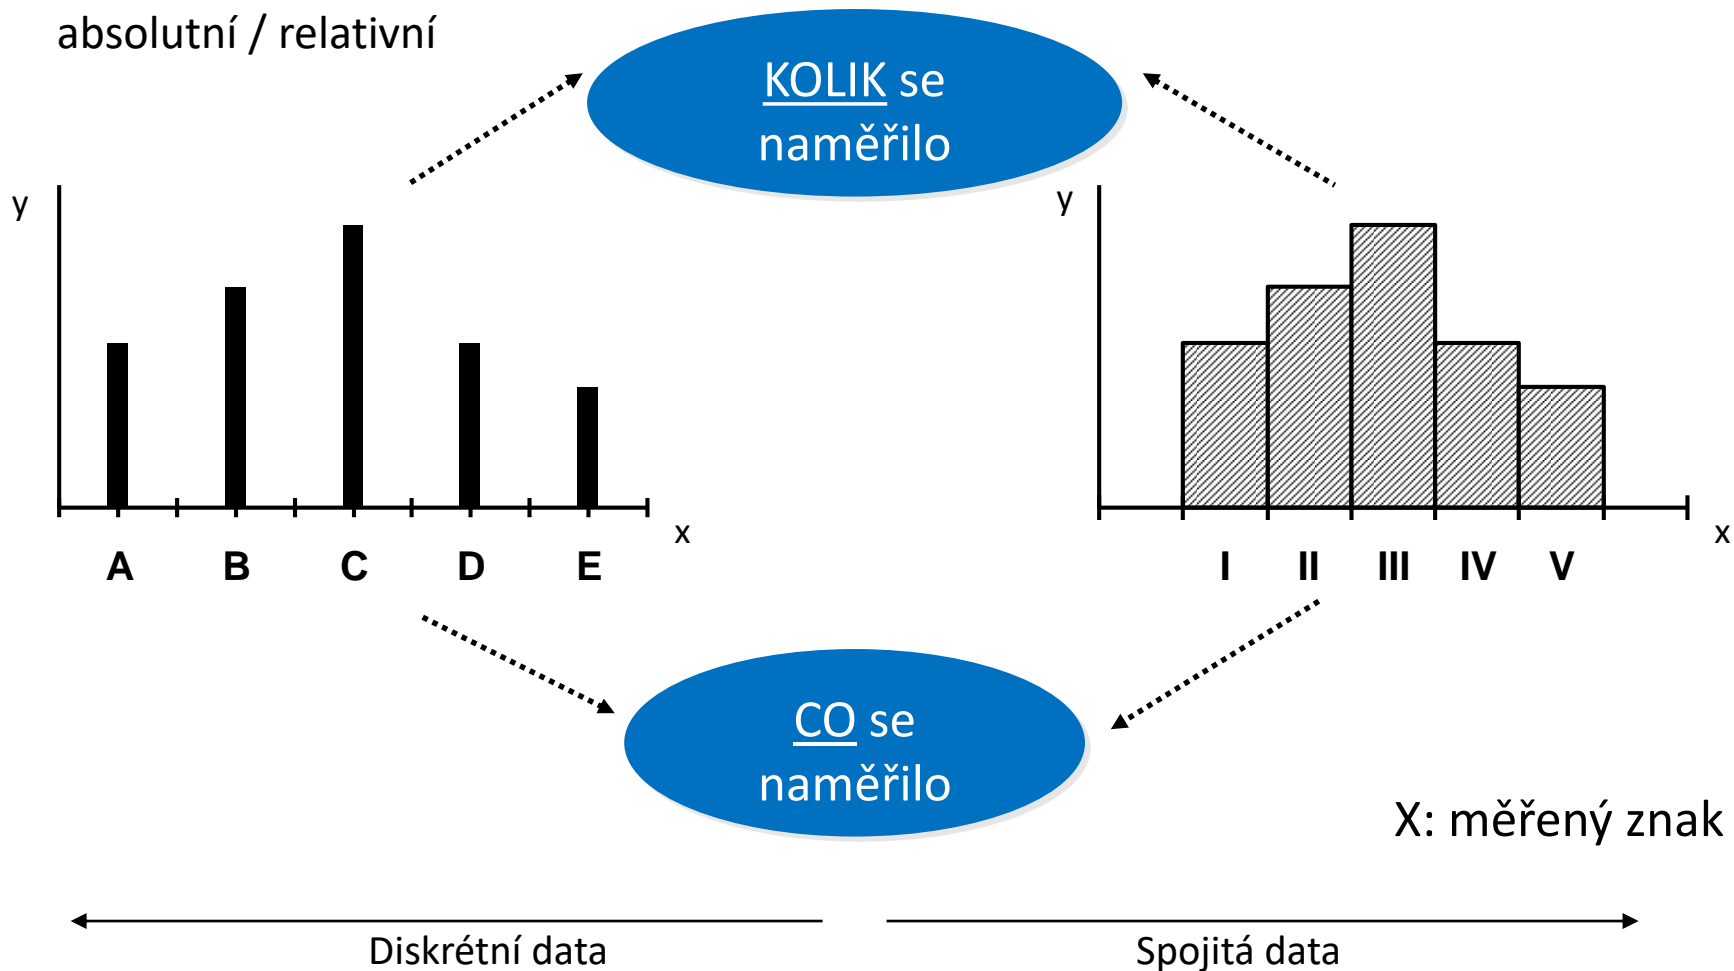 absolutní / relativní
KOLIK se
naměřilo
y
x
A B C D E
y
x
I II III IV V
CO se
naměřilo
X: měřený znak
Diskrétní data
Spojitá data